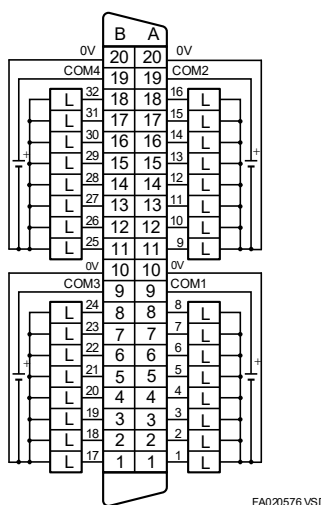 B A
0V 20 20 0V
COM4 19 19 COM2
L 32 18 18 16 L
L 31 17 17 15 L
L 30 16 16 14 L
+ L 29 15 15 13 L +
L 28 14 14 12 L
L 27 13 13 11 L
L 26 12 12 10 L
L 25 11 11 9 L
0V 10 10 0V
COM3 9 9 COM1
L 24 8 8 8 L
L 23 7 7 7 L
L 22 6 6 6 L
+ L 21 5 5 5 L +
L 20 4 4 4 L
L 19 3 3 3 L
L 18 2 2 2 L
L 17 1 1 1 L